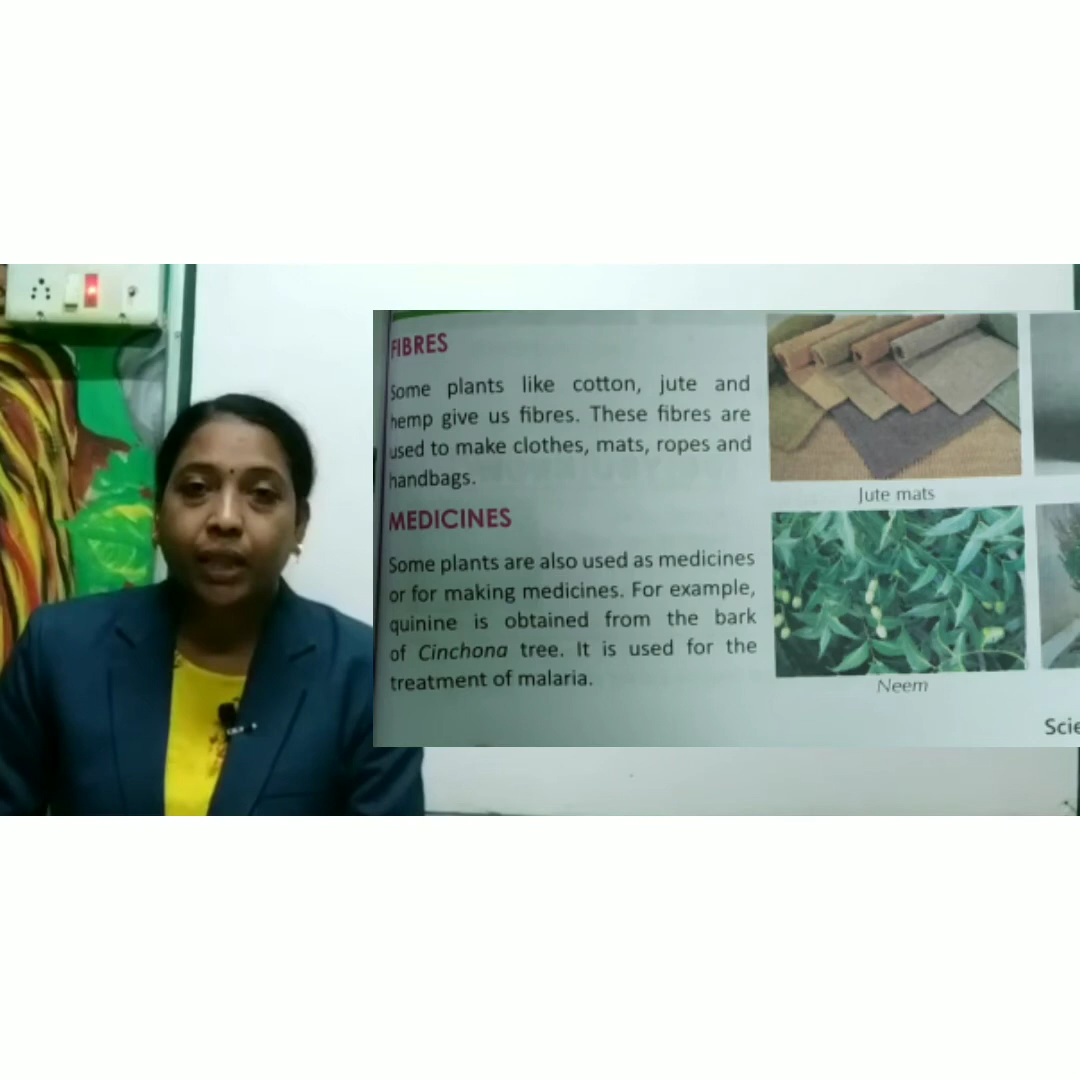 FIBRES
Some plants like cotton, jute and
hemp give us fibres. These fibres are
used to make clothes, mats, ropes and
handbags.
MEDICINES
Some plants are also used as medicines
or for making medicines. For example,
quinine is obtained from the bark
of Cinchona tree. It is used for the
treatment of malaria.
Jute mats
Neem